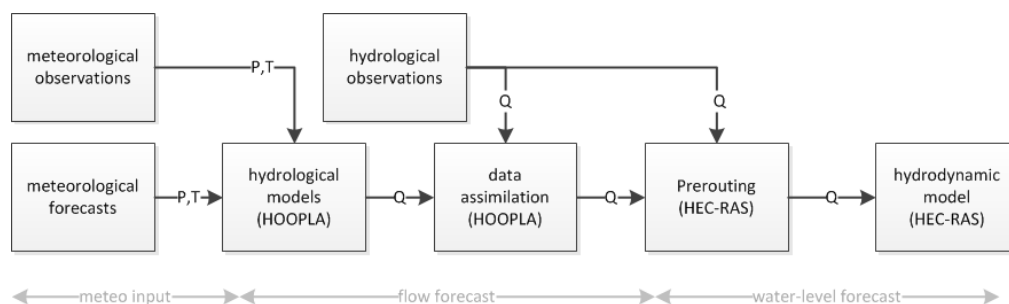 meteorological
observations
hydrological
observations
P,T
Q
Q
meteorological
forecasts
P,T
hydrological
models
(HOOPLA)
Q
data
assimilation
(HOOPLA)
Q
Prerouting
(HEC-RAS)
Q
hydrodynamic
model
(HEC-RAS)
meteo input
flow forecast
water-level forecast